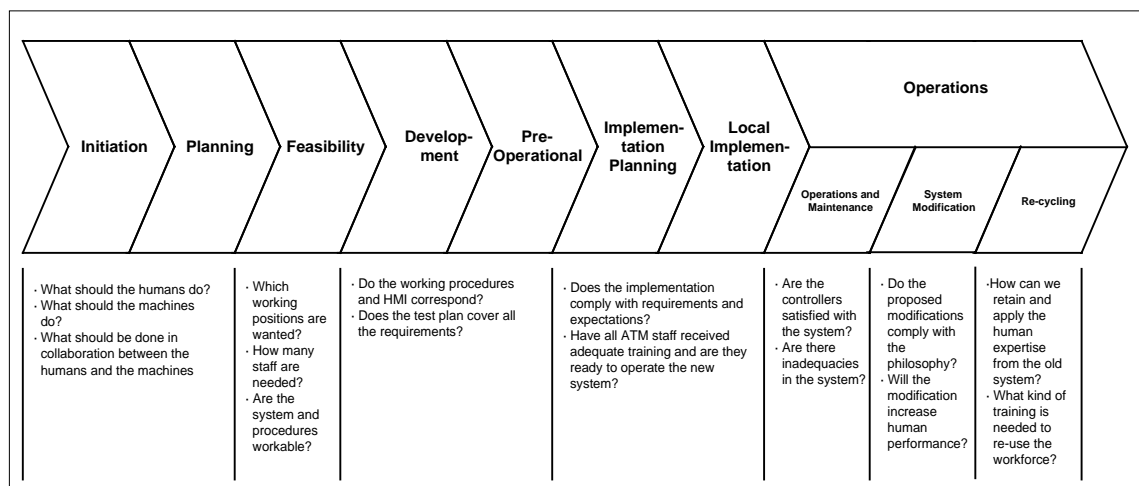 Initiation
Planning
Feasibility
Develop-
ment
Pre-
Operational
Implemen-
tation
Planning
Local
Implemen-
tation
Operations
Operations and
Maintenance
System
Modification
Re-cycling
· What should the humans do?
· What should the machines
do?
· What should be done in
collaboration between the
humans and the machines
· Which
working
positions are
wanted?
· How many
staff are
needed?
· Are the
system and
procedures
workable?
· Do the working procedures
and HMI correspond?
· Does the test plan cover all
the requirements?
· Does the implementation
comply with requirements and
expectations?
· Have all ATM staff received
adequate training and are they
ready to operate the new
system?
· Are the
controllers
satisfied with
the system?
· Are there
inadequacies
in the system?
· Do the
proposed
modifications
comply with
the
philosophy?
· Will the
modification
increase
human
performance?
·How can we
retain and
apply the
human
expertise
from the old
system?
· What kind of
training is
needed to
re-use the
workforce?